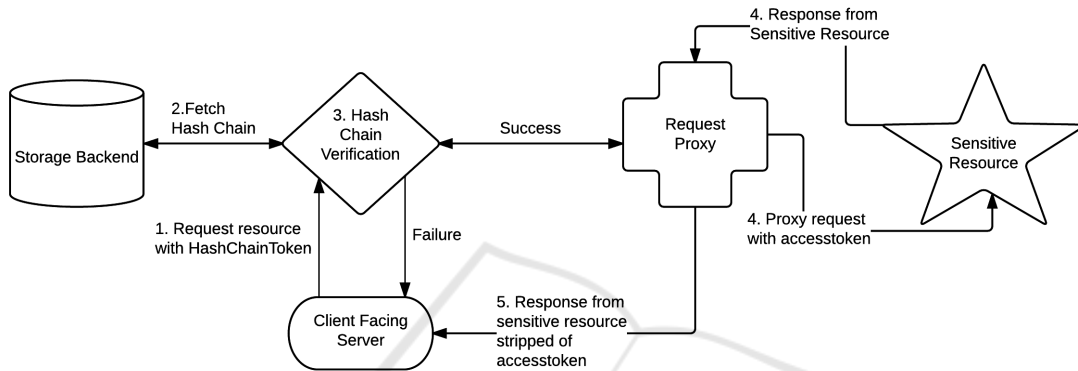 4. Response from
Sensitive Resource
2.Fetch
Hash Chain
3. Hash
Chain
Verification
Success
Request
Proxy
Sensitive
Resource
Storage Backend
1. Request resource
with HashChainToken
Failure
4. Proxy request
with accesstoken
Client Facing
Server
5. Response from
sensitive resource
stripped of
accesstoken